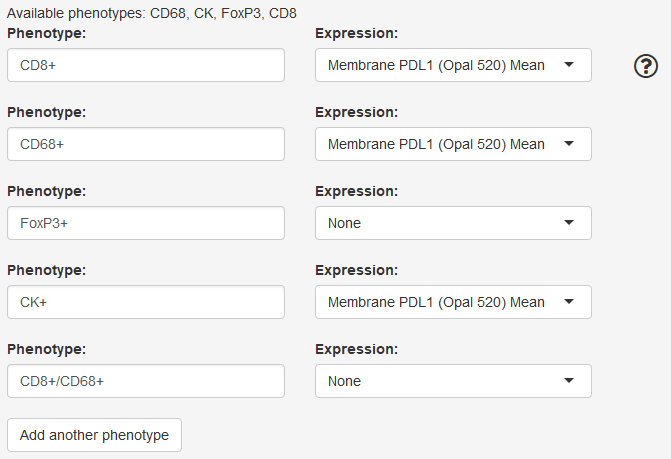 Available phenotypes: CD68, CK, FoxP3, CD8
Phenotype: Expression:
CD8+ Membrane PDL1 (Opal 520) Mean
Phenotype: Expression:
CD68+ Membrane PDL1 (Opal 520) Mean
Phenotype: Expression:
FoxP3+ None
Phenotype: Expression:
CK+ Membrane PDL1 (Opal 520) Mean
Phenotype: Expression:
CD8+/CD68+ None
Add another phenotype